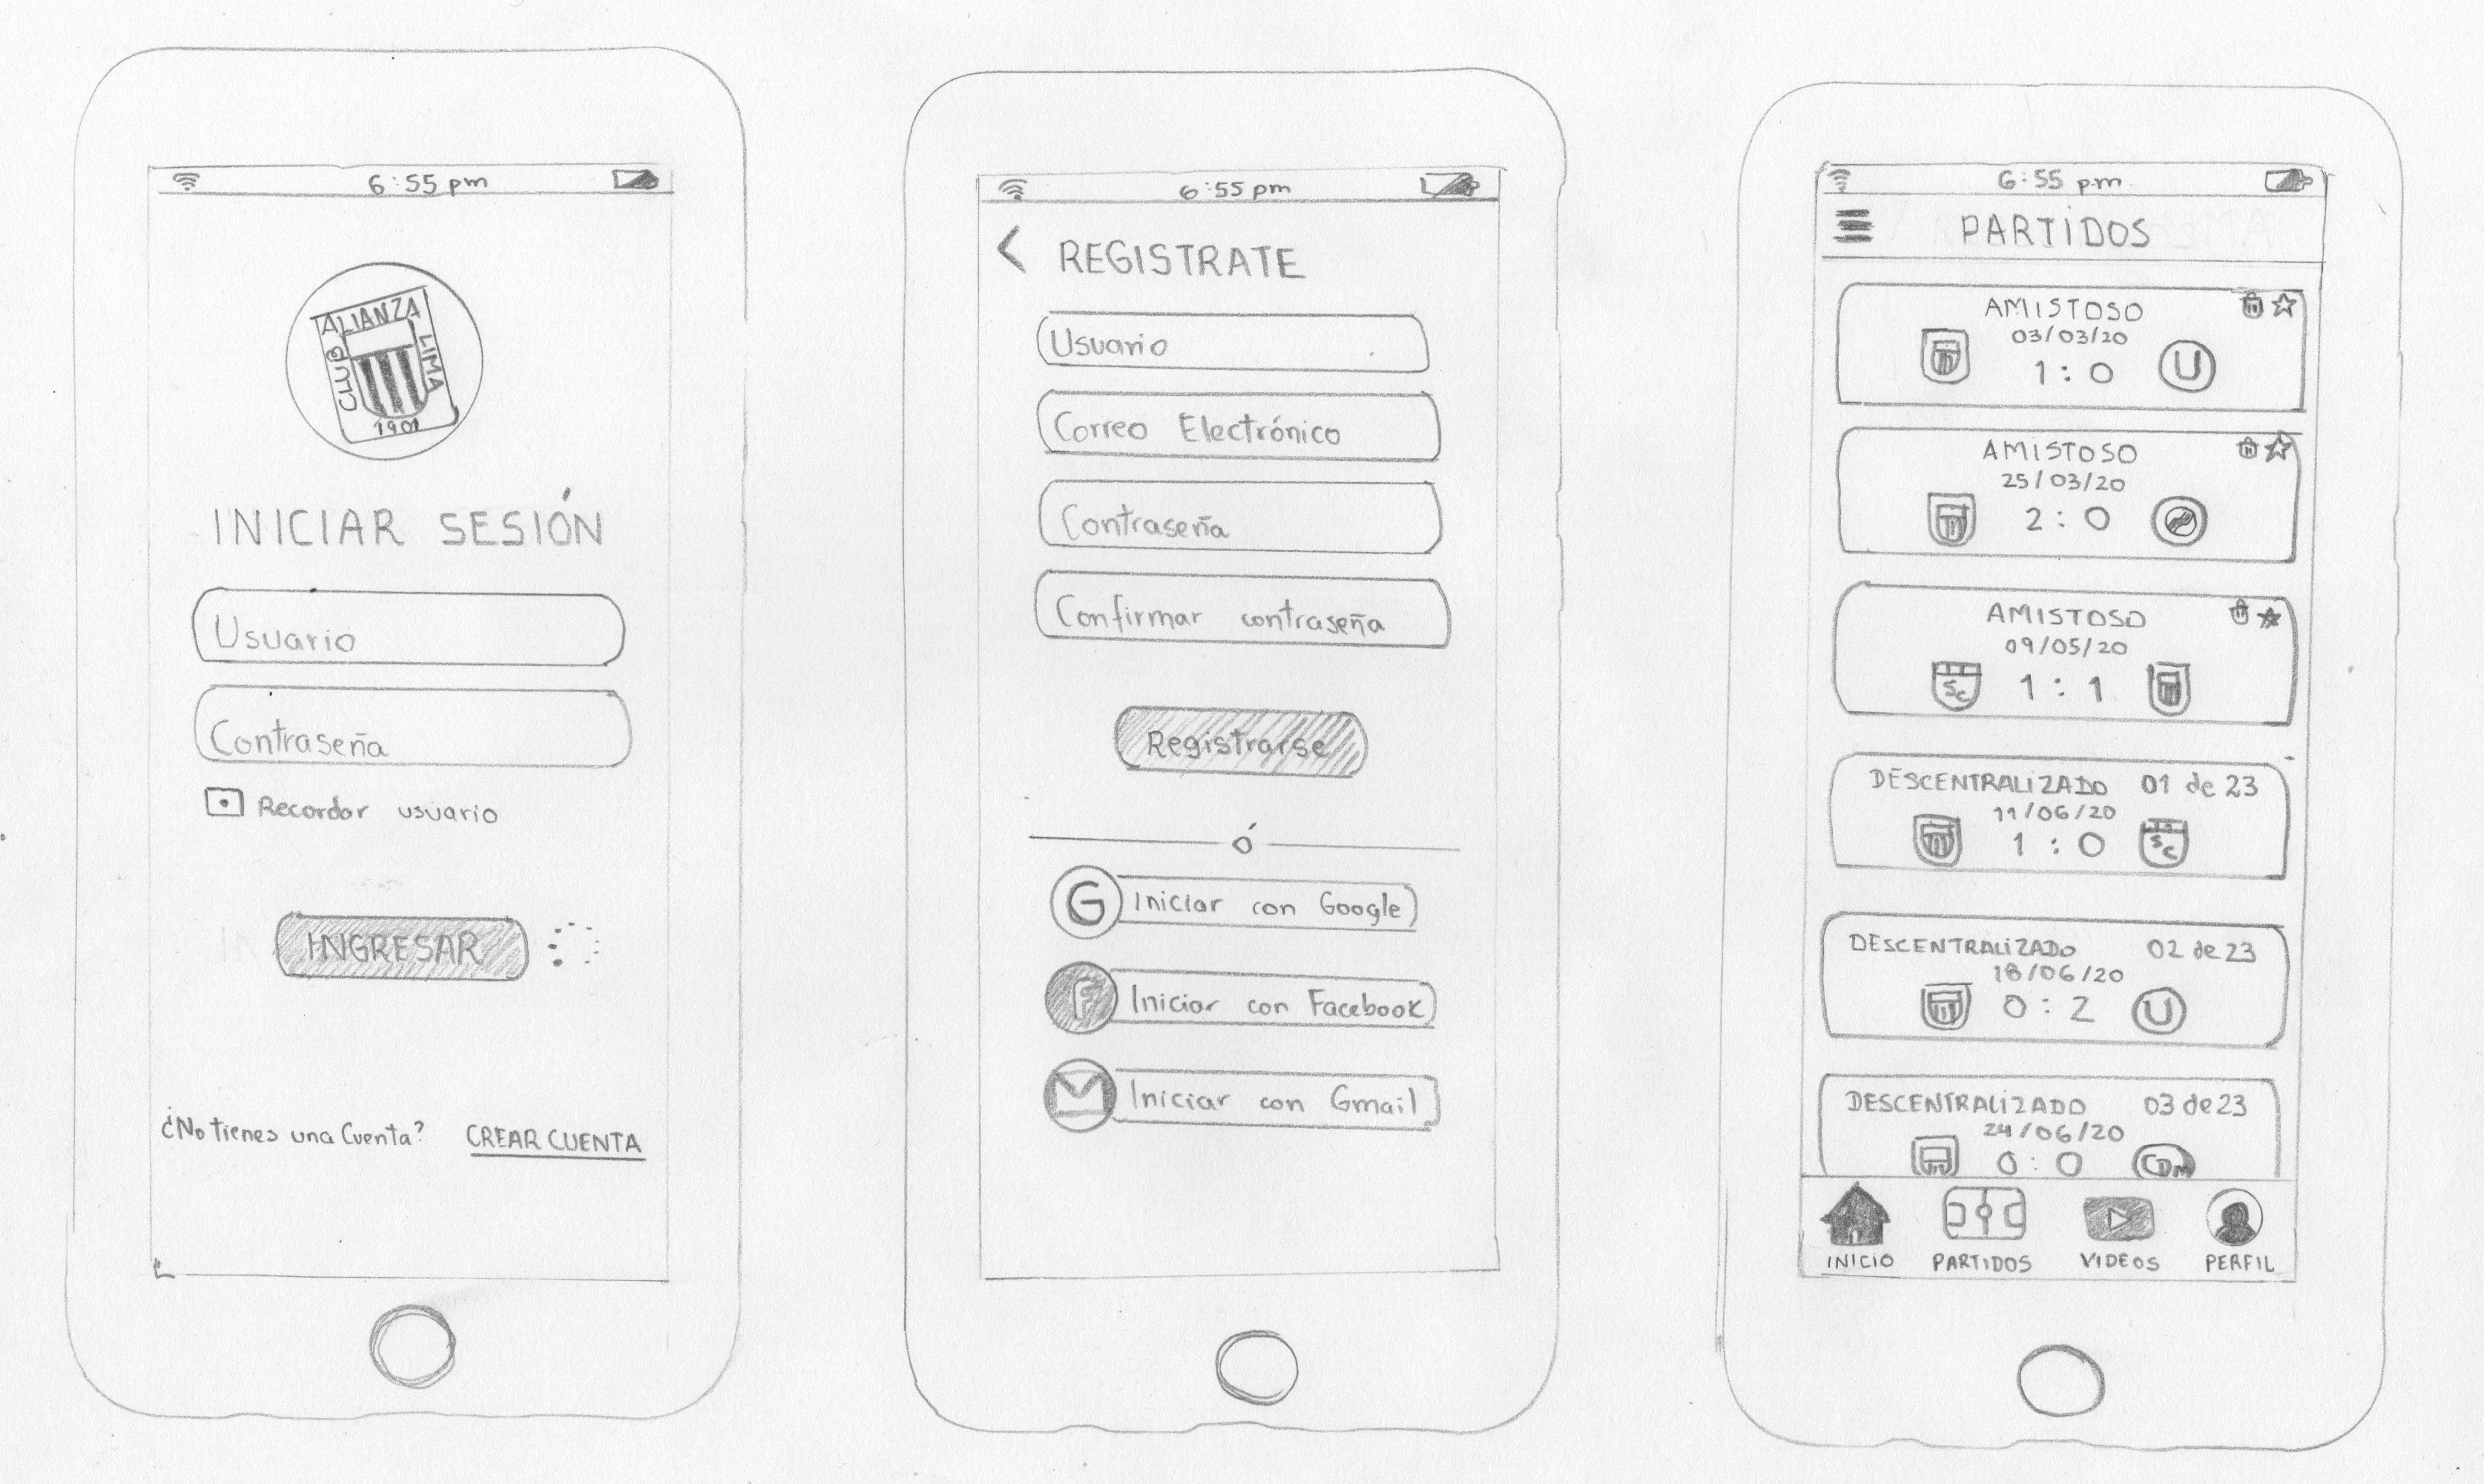 6:55 pm
ALIANZA
CLUB
LIMA
1901
INICIAR SESIÓN
Usuario
Contraseña
Recordar usuario
INGRESAR
¿No tienes una Cuenta? CREAR CUENTA
6:55 pm
REGISTRATE
Usuario
Correo Electrónico
Contraseña
Confirmar contraseña
Registrarse
Ó
G Iniciar con Google
F Iniciar con Facebook
M Iniciar con Gmail
6:55 p.m.
PARTIDOS
AMISTOSO
03/03/20
1 : 0 U
AMISTOSO
25/03/20
2 : 0
AMISTOSO
09/05/20
SC 1 : 1
DESCENTRALIZADO 01 de 23
11/06/20
1 : 0 SC
DESCENTRALIZADO 02 de 23
18/06/20
0 : 2 U
DESCENTRALIZADO 03 de 23
24/06/20
0 : 0 CDM
INICIO PARTIDOS VIDEOS PERFIL